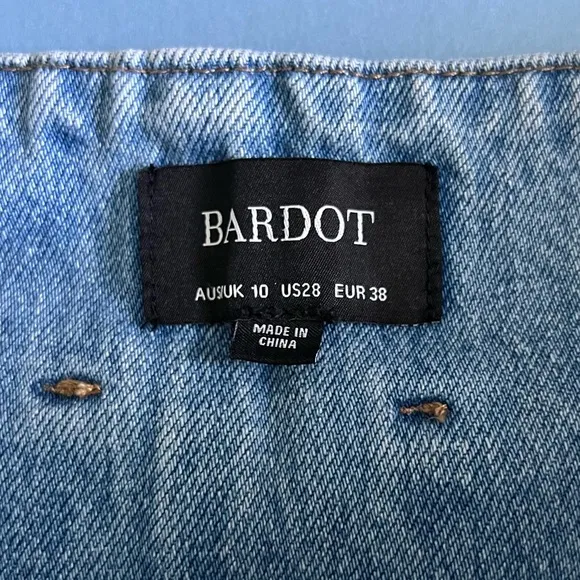 BARDOT
AUS/UK 10 US28 EUR 38
MADE IN
CHINA